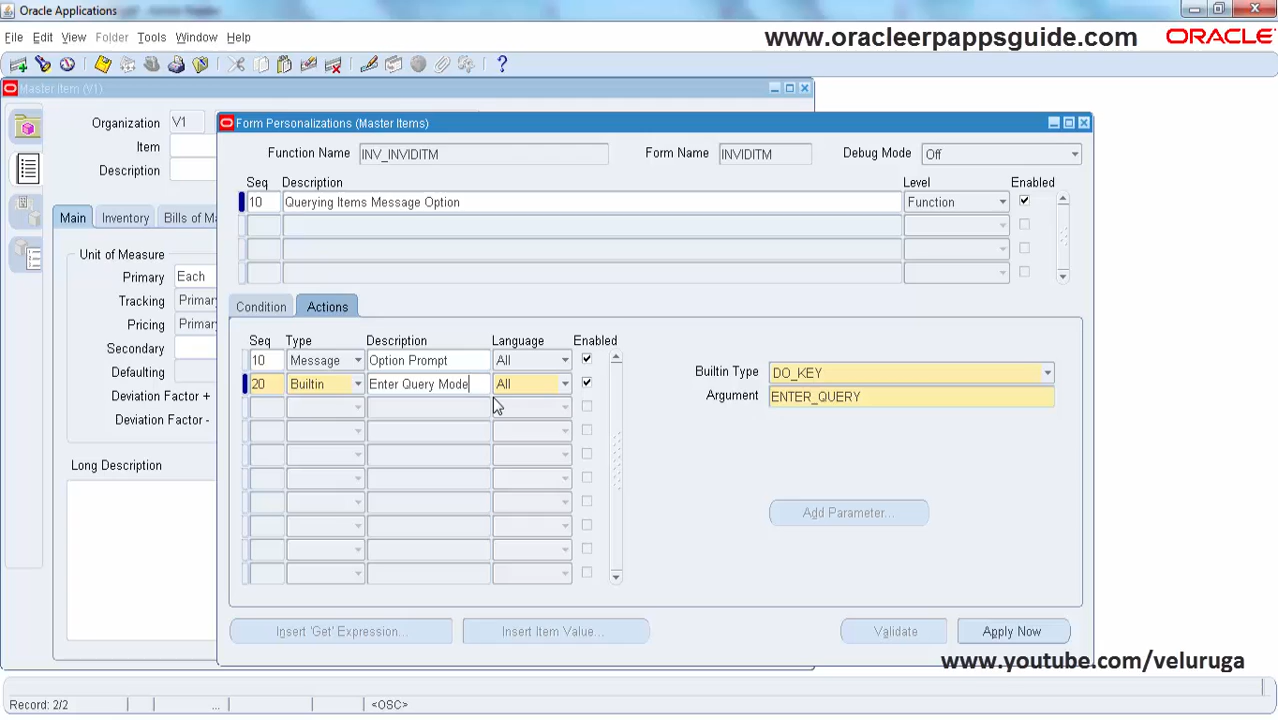 Oracle Applications
File Edit View Folder Tools Window Help
www.oracleerpappsguide.com
ORACLE
Master Item (V1)
Organization V1
Item
Description
Main Inventory Bills of Ma
Unit of Measure
Primary Each
Tracking Primar
Pricing Primar
Secondary
Defaulting
Deviation Factor +
Deviation Factor -
Long Description
Form Personalizations (Master Items)
Function Name INV_INVIDITM Form Name INVIDITM Debug Mode Off
Seq Description Level Enabled
10 Querying Items Message Option Function
Condition Actions
Seq Type Description Language Enabled
10 Message Option Prompt All
20 Builtin Enter Query Mode All
Builtin Type DO_KEY
Argument ENTER_QUERY
Add Parameter...
Insert 'Get' Expression... Insert Item Value... Validate Apply Now
www.youtube.com/veluruga
Record: 2/2 ... <OSC>